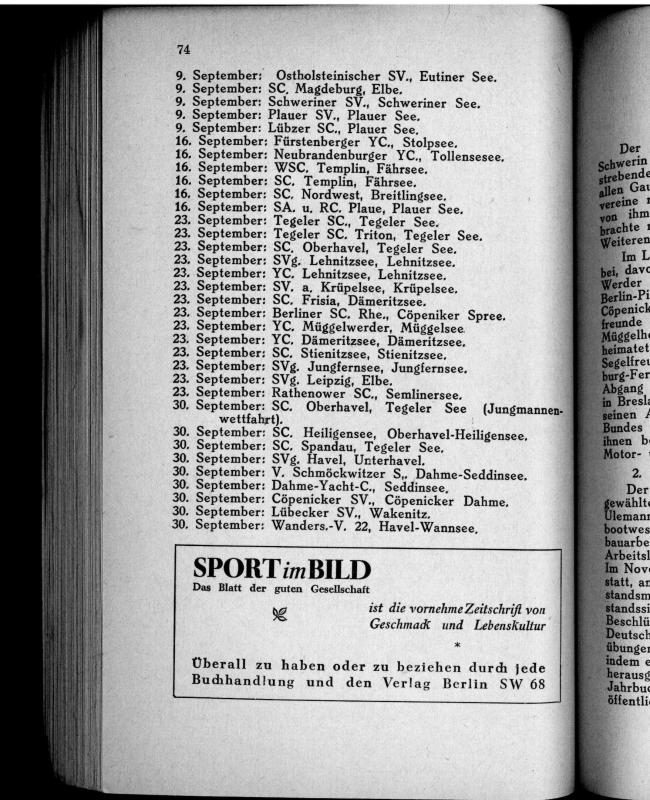 74
9. September: Ostholsteinischer SV., Eutiner See.
9. September: SC. Magdeburg, Elbe.
9. September: Schweriner SV., Schweriner See.
9. September: Plauer SV., Plauer See.
9. September: Lübzer SC., Plauer See.
16. September: Fürstenberger YC., Stolpsee.
16. September: Neubrandenburger YC., Tollensesee.
16. September: WSC. Templin, Fährsee.
16. September: SC. Templin, Fährsee.
16. September: SC. Nordwest, Breitlingsee.
16. September: SA. u. RC. Plaue, Plauer See.
23. September: Tegeler SC., Tegeler See.
23. September: Tegeler SC. Triton, Tegeler See.
23. September: SC. Oberhavel, Tegeler See.
23. September: SVg. Lehnitzsee, Lehnitzsee.
23. September: YC. Lehnitzsee, Lehnitzsee.
23. September: SV. a. Krüpelsee, Krüpelsee.
23. September: SC. Frisia, Dämeritzsee.
23. September: Berliner SC. Rhe., Cöpeniker Spree.
23. September: YC. Müggelwerder, Müggelsee
23. September: YC. Dämeritzsee, Dämeritzsee.
23. September: SC. Stienitzsee, Stienitzsee.
23. September: SVg. Jungfernsee, Jungfernsee.
23. September: SVg. Leipzig, Elbe.
23. September: Rathenower SC., Semlinersee.
30. September: SC. Oberhavel, Tegeler See (Jungmannen-
wettfahrt).
30. September: SC. Heiligensee, Oberhavel-Heiligensee.
30. September: SC. Spandau, Tegeler See.
30. September: SVg. Havel, Unterhavel.
30. September: V. Schmöckwitzer S., Dahme-Seddinsee.
30. September: Dahme-Yacht-C., Seddinsee.
30. September: Cöpenicker SV., Cöpenicker Dahme.
30. September: Lübecker SV., Wakenitz.
30. September: Wanders.-V. 22, Havel-Wannsee.
SPORT im BILD
Das Blatt der guten Gesellschaft
ist die vornehme Zeitschrift von
Geschmack und Lebenskultur
*
Überall zu haben oder zu beziehen durch jede
Buchhandlung und den Verlag Berlin SW 68
Der
Schwerin
strebende
allen Gau
vereine
von ihm
brachte
Weiteren
Im L
bei, davo
Werder
Berlin-Pi
Cöpenick
freunde
Müggelhe
heimatet
Segelfreu
burg-Fer
Abgang
in Bresla
seinen A
Bundes
ihnen be
Motor-
2.
Der
gewählte
Ulemann
bootwes
bauarbe
Arbeitsl
Im Nove
statt, an
standsm
standssi
Beschlü
Deutsch
übungen
indem e
herausg
Jahrbuc
öffentlic